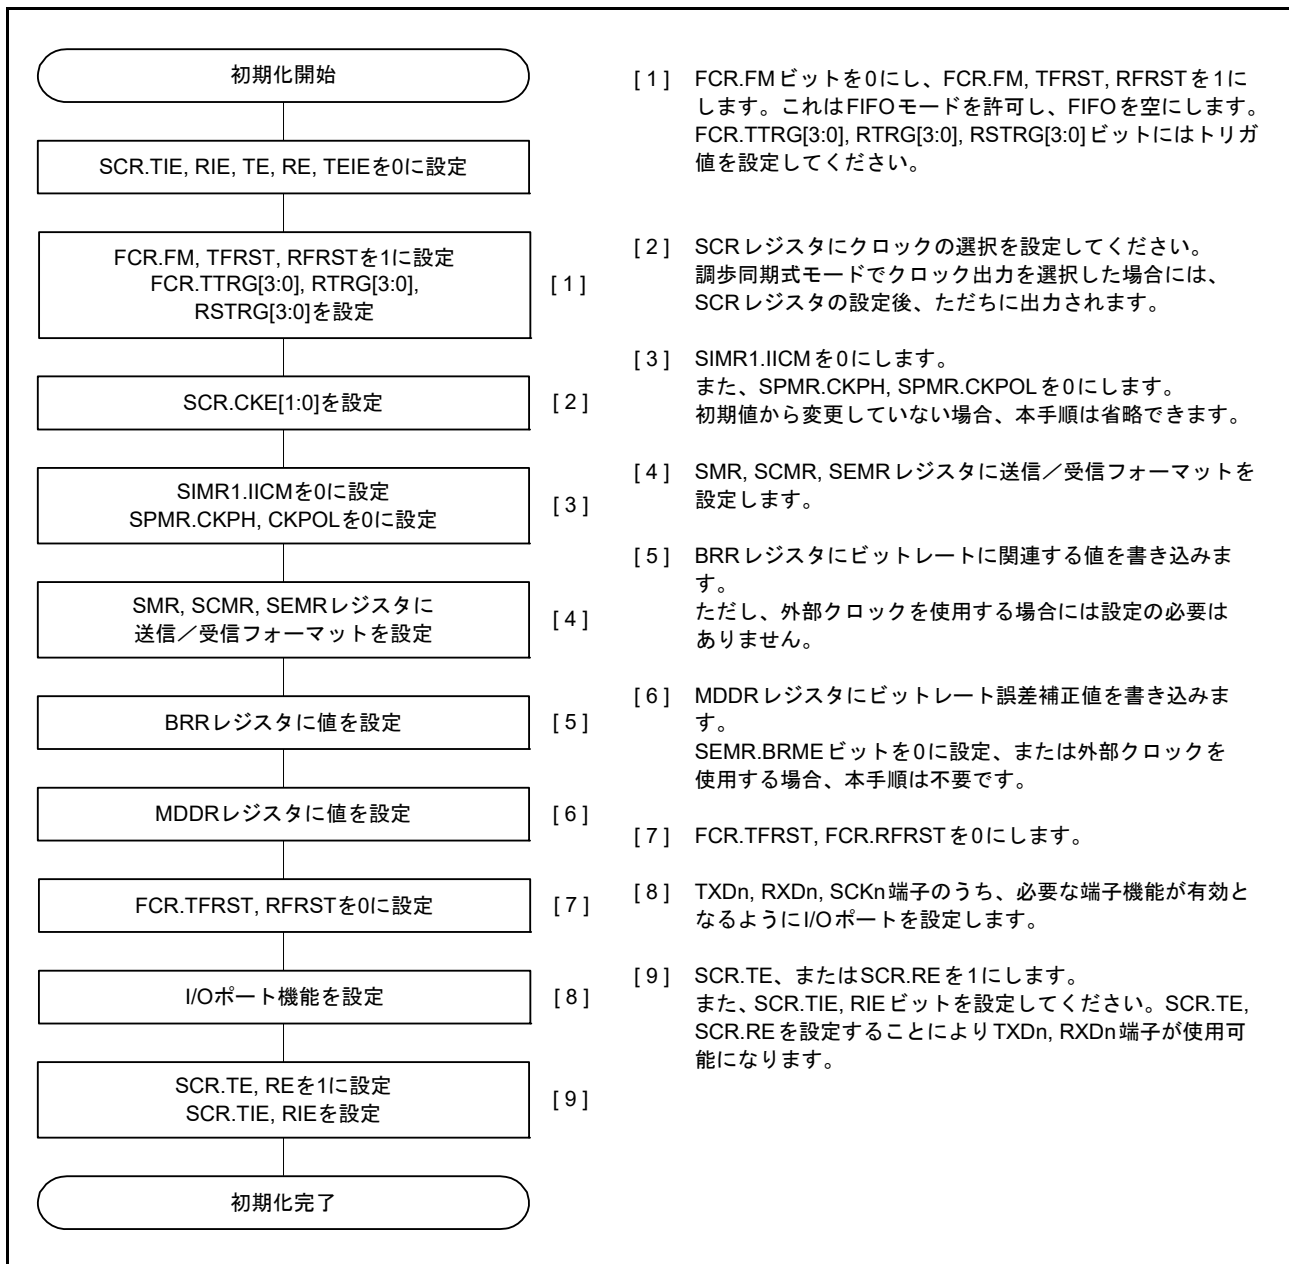 初期化開始
SCR.TIE, RIE, TE, RE, TEIEを0に設定
FCR.FM, TFRST, RFRSTを1に設定
FCR.TTRG[3:0], RTRG[3:0],
RSTRG[3:0]を設定
[ 1 ]
SCR.CKE[1:0]を設定
[ 2 ]
SIMR1.IICMを0に設定
SPMR.CKPH, CKPOLを0に設定
[ 3 ]
SMR, SCMR, SEMRレジスタに
送信／受信フォーマットを設定
[ 4 ]
BRRレジスタに値を設定
[ 5 ]
MDDRレジスタに値を設定
[ 6 ]
FCR.TFRST, RFRSTを0に設定
[ 7 ]
I/Oポート機能を設定
[ 8 ]
SCR.TE, REを1に設定
SCR.TIE, RIEを設定
[ 9 ]
初期化完了
[ 1 ] FCR.FMビットを0にし、FCR.FM, TFRST, RFRSTを1に
します。これはFIFOモードを許可し、FIFOを空にします。
FCR.TTRG[3:0], RTRG[3:0], RSTRG[3:0]ビットにはトリガ
値を設定してください。
[ 2 ] SCRレジスタにクロックの選択を設定してください。
調歩同期式モードでクロック出力を選択した場合には、
SCRレジスタの設定後、ただちに出力されます。
[ 3 ] SIMR1.IICMを0にします。
また、SPMR.CKPH, SPMR.CKPOLを0にします。
初期値から変更していない場合、本手順は省略できます。
[ 4 ] SMR, SCMR, SEMRレジスタに送信／受信フォーマットを
設定します。
[ 5 ] BRRレジスタにビットレートに関連する値を書き込みま
す。
ただし、外部クロックを使用する場合には設定の必要は
ありません。
[ 6 ] MDDRレジスタにビットレート誤差補正値を書き込みま
す。
SEMR.BRMEビットを0に設定、または外部クロックを
使用する場合、本手順は不要です。
[ 7 ] FCR.TFRST, FCR.RFRSTを0にします。
[ 8 ] TXDn, RXDn, SCKn端子のうち、必要な端子機能が有効と
なるようにI/Oポートを設定します。
[ 9 ] SCR.TE、またはSCR.REを1にします。
また、SCR.TIE, RIEビットを設定してください。SCR.TE,
SCR.REを設定することによりTXDn, RXDn端子が使用可
能になります。